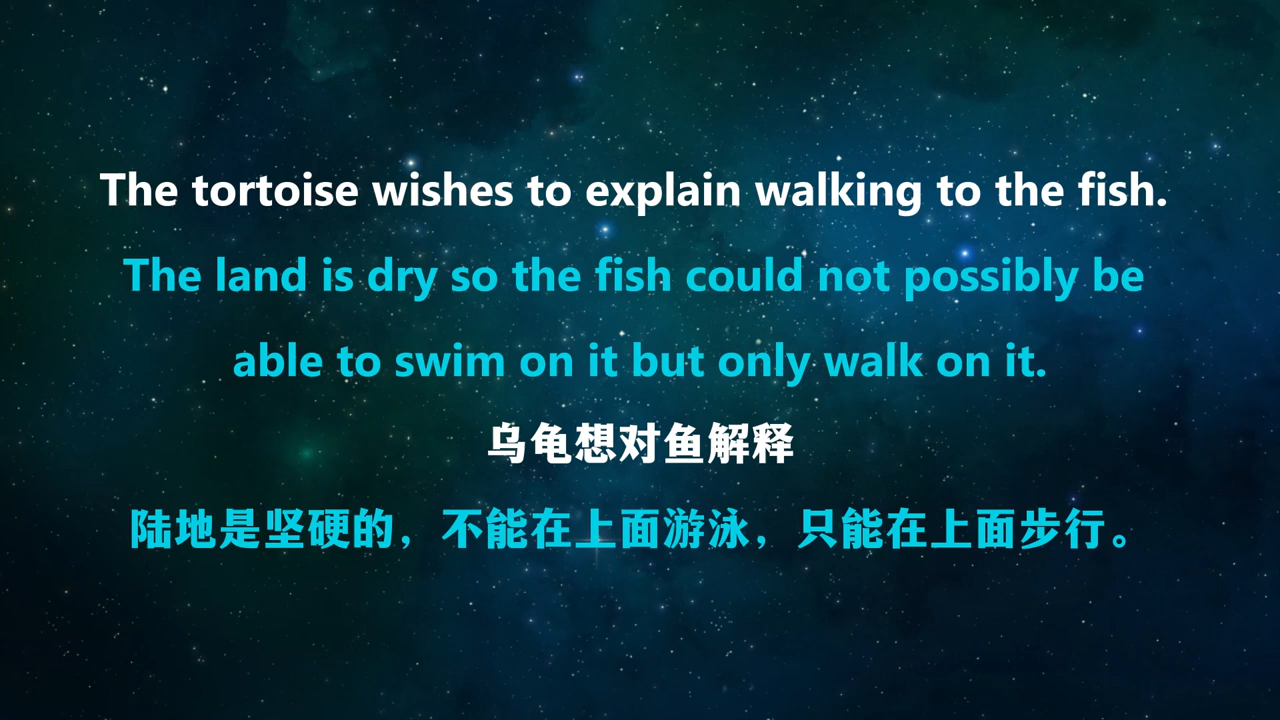 The tortoise wishes to explain walking to the fish.
The land is dry so the fish could not possibly be
able to swim on it but only walk on it.
乌龟想对鱼解释
陆地是坚硬的，不能在上面游泳，只能在上面步行。